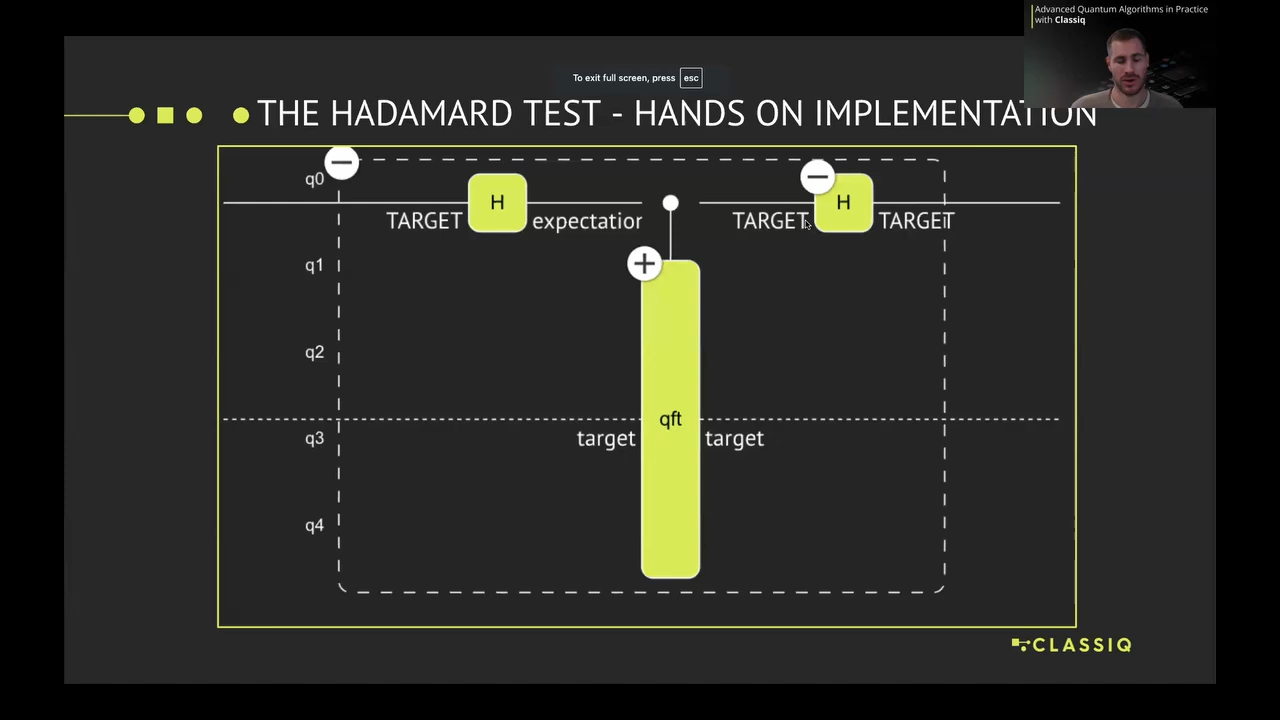 Advanced Quantum Algorithms in Practice
with Classiq
To exit full screen, press esc
THE HADAMARD TEST - HANDS ON IMPLEMENTATION
q0
H
H
TARGET
expectation
TARGET
TARGET
q1
q2
qft
q3
target
target
q4
CLASSIQ